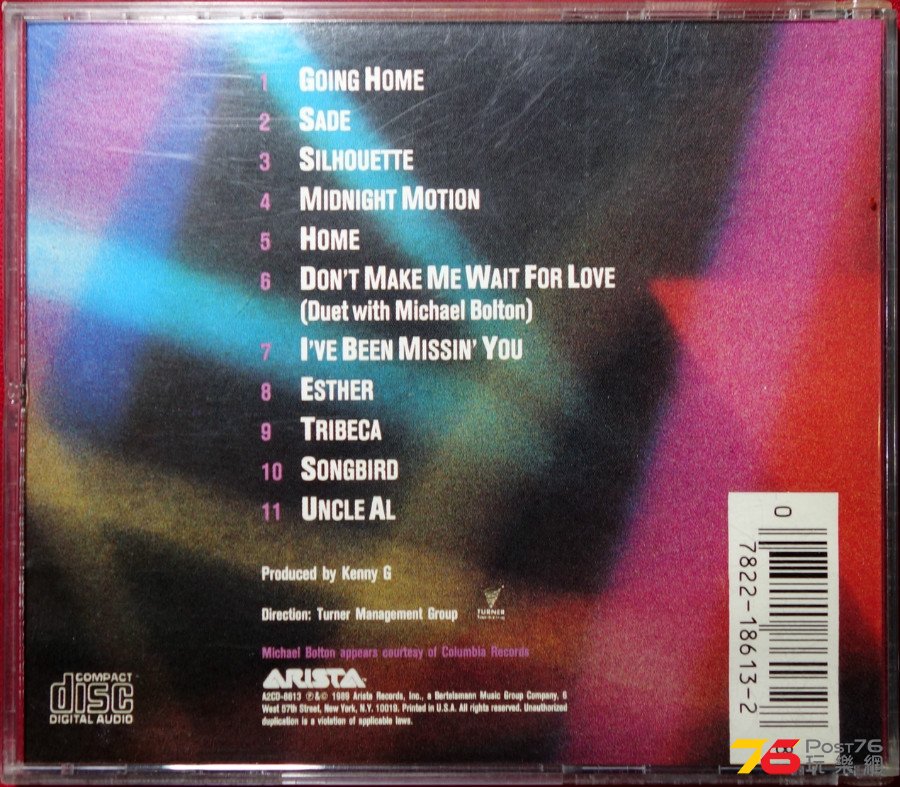 1 GOING HOME
2 SADE
3 SILHOUETTE
4 MIDNIGHT MOTION
5 HOME
6 DON'T MAKE ME WAIT FOR LOVE
(Duet with Michael Bolton)
7 I'VE BEEN MISSIN' YOU
8 ESTHER
9 TRIBECA
10 SONGBIRD
11 UNCLE AL
Produced by Kenny G
Direction: Turner Management Group
TURNER
Michael Bolton appears courtesy of Columbia Records
ARISTA
A2CD-8613 ℗&© 1989 Arista Records, Inc., a Bertelsmann Music Group Company, 6
West 57th Street, New York, N.Y. 10019. Printed in U.S.A. All rights reserved. Unauthorized
duplication is a violation of applicable laws.
COMPACT
disc
DIGITAL AUDIO
0
7822-18613-2
8
76 POST76
玩樂網